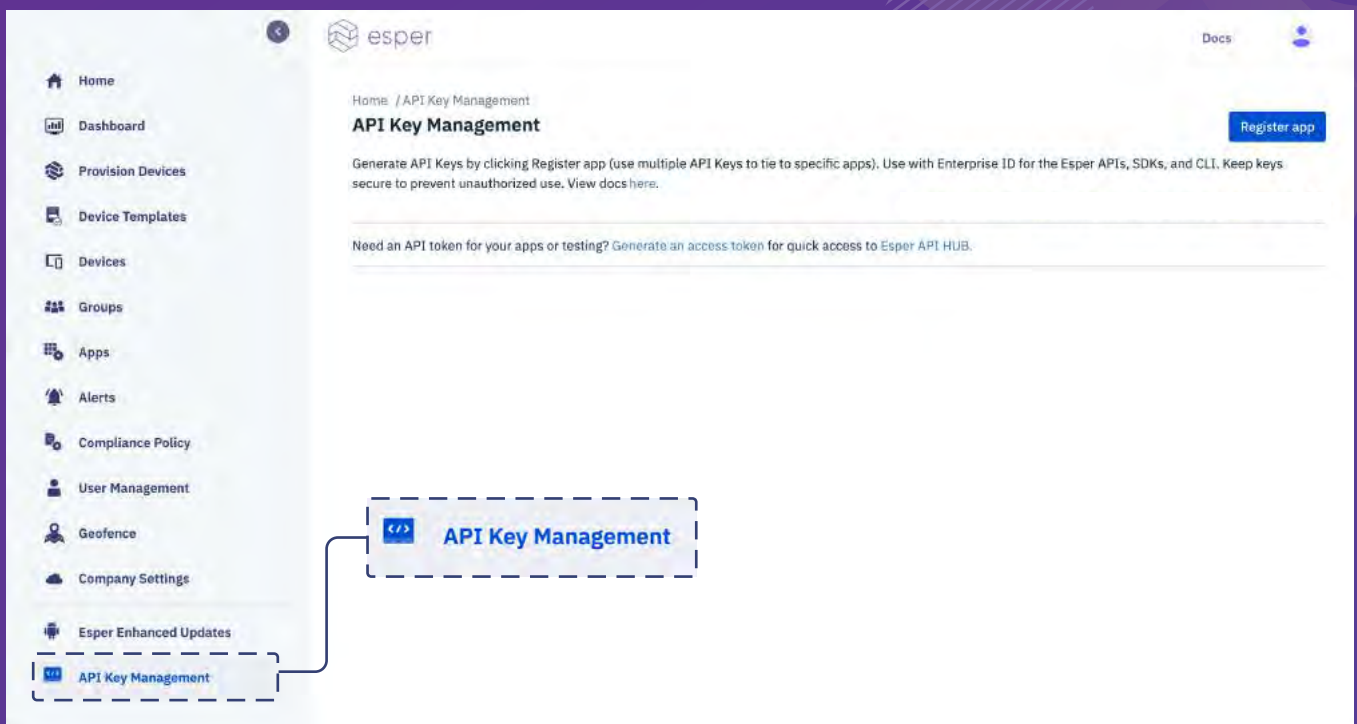 esper
Docs
Home
Dashboard
Provision Devices
Device Templates
Devices
Groups
Apps
Alerts
Compliance Policy
User Management
Geofence
Company Settings
Esper Enhanced Updates
API Key Management
Home / API Key Management
API Key Management
Register app
Generate API Keys by clicking Register app (use multiple API Keys to tie to specific apps). Use with Enterprise ID for the Esper APIs, SDKs, and CLI. Keep keys
secure to prevent unauthorized use. View docs here.
Need an API token for your apps or testing? Generate an access token for quick access to Esper API HUB.
API Key Management